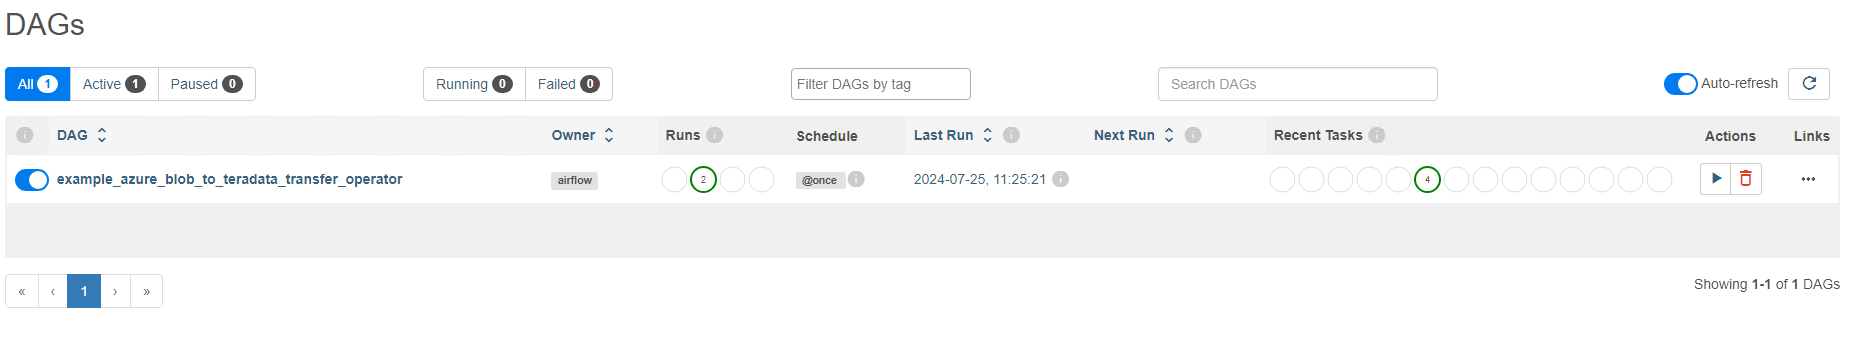 DAGs
All 1 Active 1 Paused 0 Running 0 Failed 0 Filter DAGs by tag Search DAGs Auto-refresh
i DAG Owner Runs i Schedule Last Run i Next Run i Recent Tasks i Actions Links
example_azure_blob_to_teradata_transfer_operator airflow 2 @once i 2024-07-25, 11:25:21 i 4 ...
« ‹ 1 › » Showing 1-1 of 1 DAGs